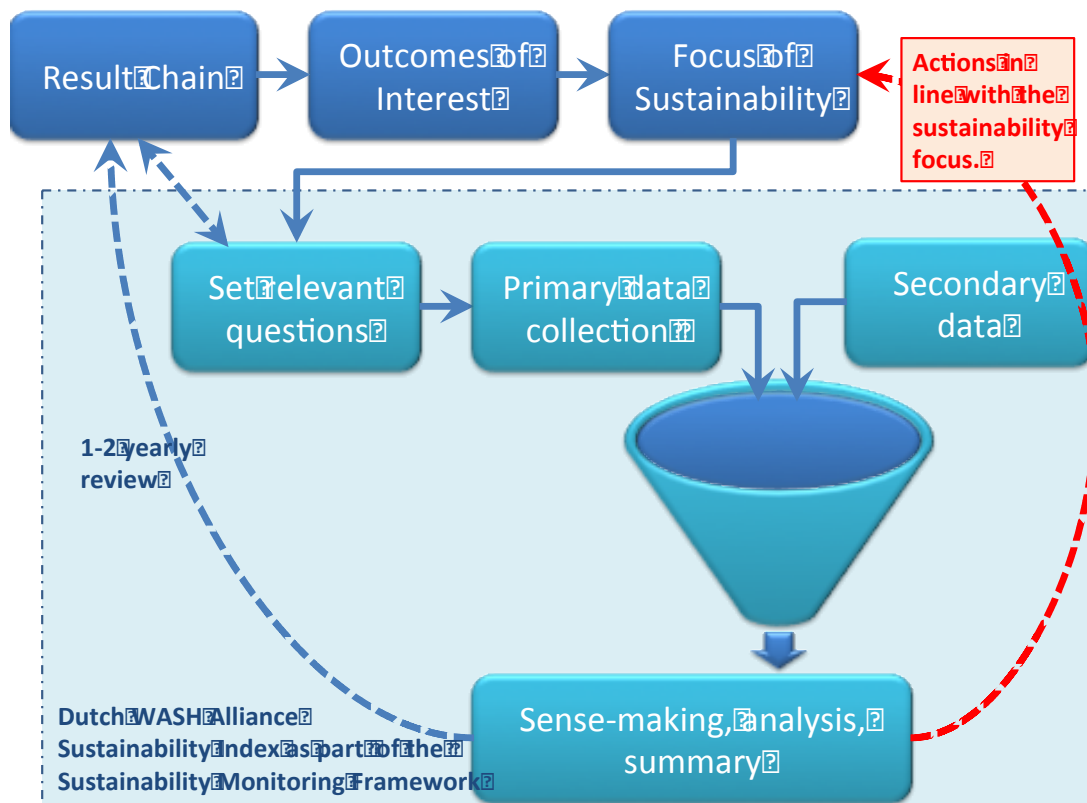 Result Chain
Outcomes of
Interest
Focus of
Sustainability
Actions in
line with the
sustainability
focus.
Set relevant
questions
Primary data
collection
Secondary
data
1-2 yearly
review
Sense-making, analysis,
summary
Dutch WASH Alliance
Sustainability Index as part of the
Sustainability Monitoring Framework